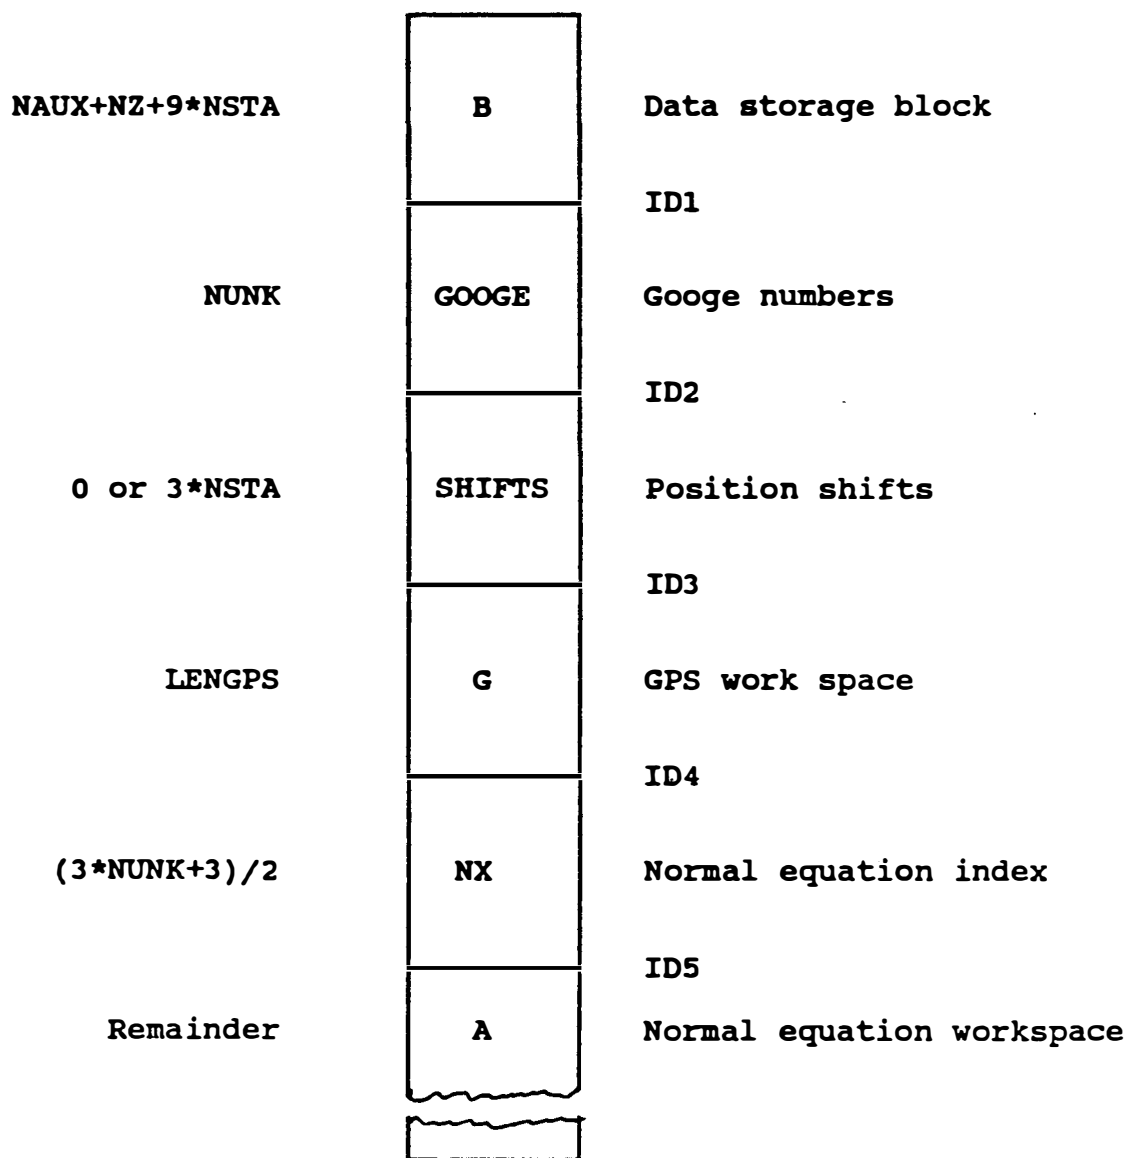 NAUX+NZ+9*NSTA B Data storage block
ID1
NUNK GOOGE Googe numbers
ID2
0 or 3*NSTA SHIFTS Position shifts
ID3
LENGPS G GPS work space
ID4
(3*NUNK+3)/2 NX Normal equation index
ID5
Remainder A Normal equation workspace